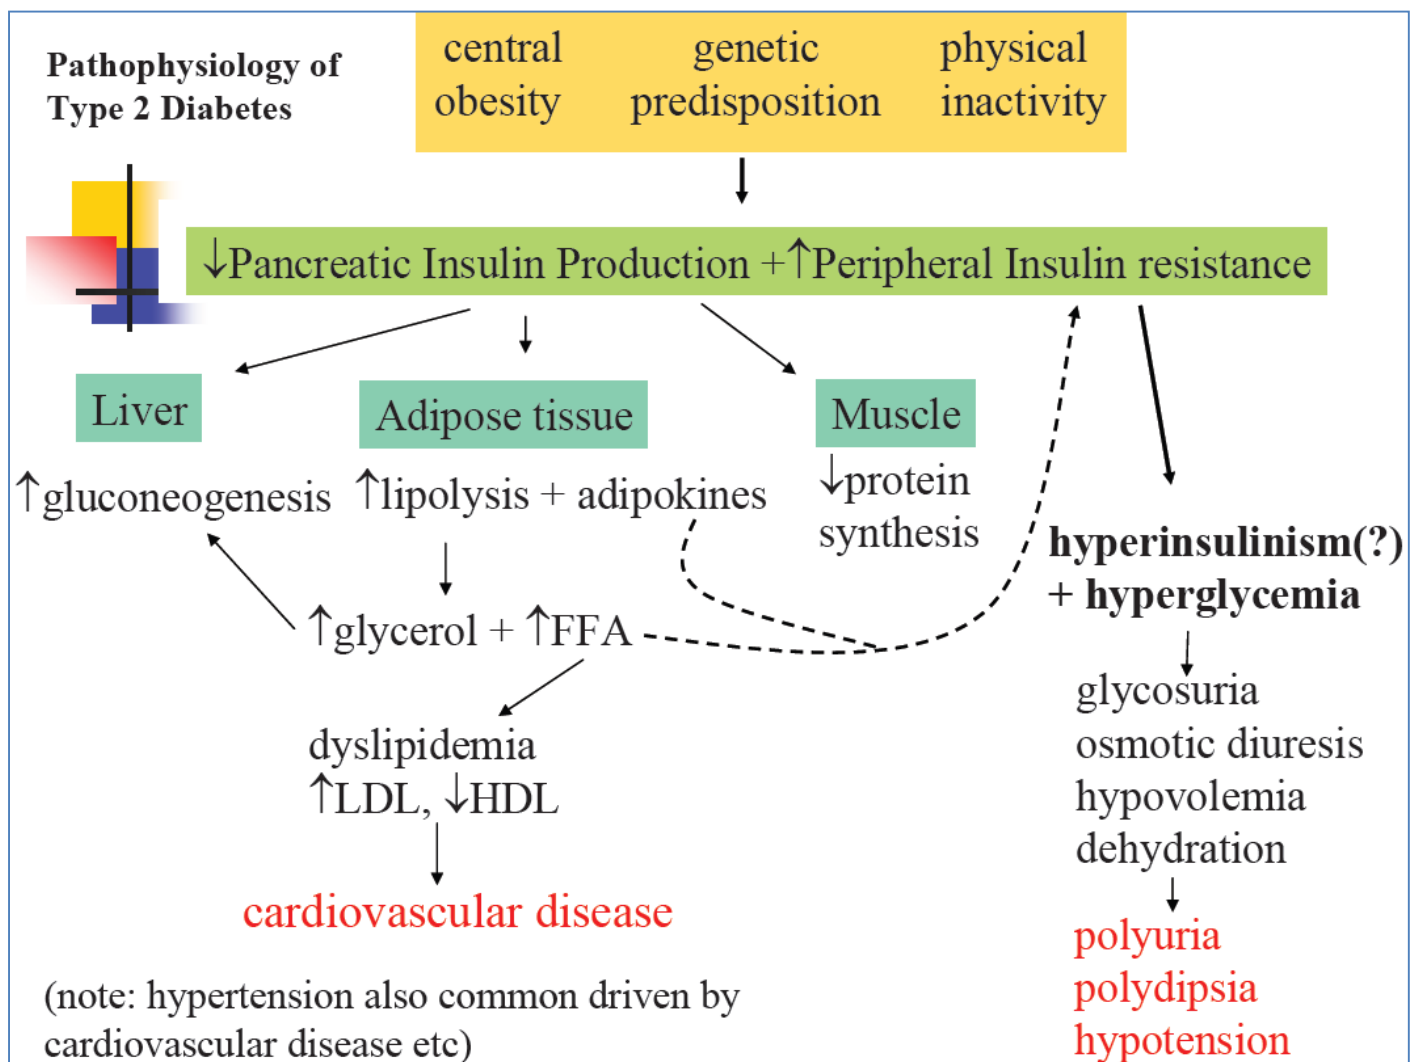 Pathophysiology of
Type 2 Diabetes
central
obesity
genetic
predisposition
physical
inactivity
↓Pancreatic Insulin Production +↑Peripheral Insulin resistance
Liver
↑gluconeogenesis
Adipose tissue
↑lipolysis + adipokines
Muscle
↓protein
synthesis
↑glycerol + ↑FFA
dyslipidemia
↑LDL, ↓HDL
cardiovascular disease
(note: hypertension also common driven by
cardiovascular disease etc)
hyperinsulinism(?)
+ hyperglycemia
glycosuria
osmotic diuresis
hypovolemia
dehydration
polyuria
polydipsia
hypotension